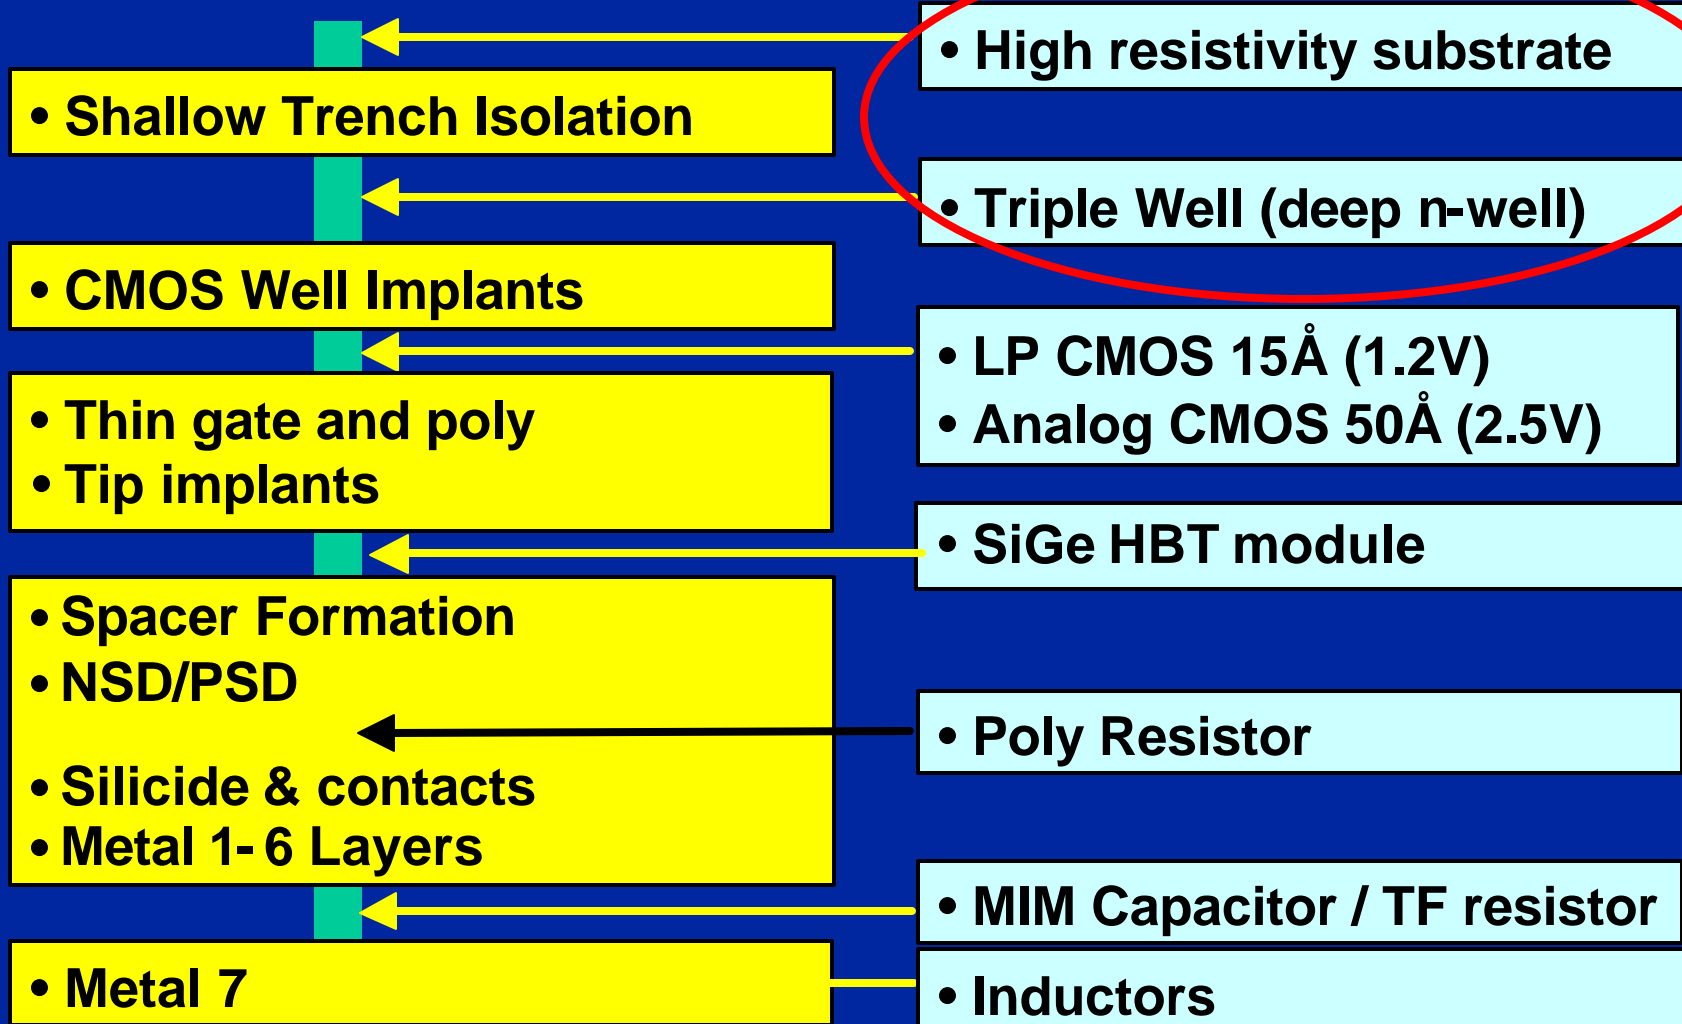 • High resistivity substrate
• Shallow Trench Isolation
• Triple Well (deep n-well)
• CMOS Well Implants
• LP CMOS 15Å (1.2V)
• Analog CMOS 50Å (2.5V)
• Thin gate and poly
• Tip implants
• SiGe HBT module
• Spacer Formation
• NSD/PSD
• Poly Resistor
• Silicide & contacts
• Metal 1- 6 Layers
• MIM Capacitor / TF resistor
• Metal 7
• Inductors